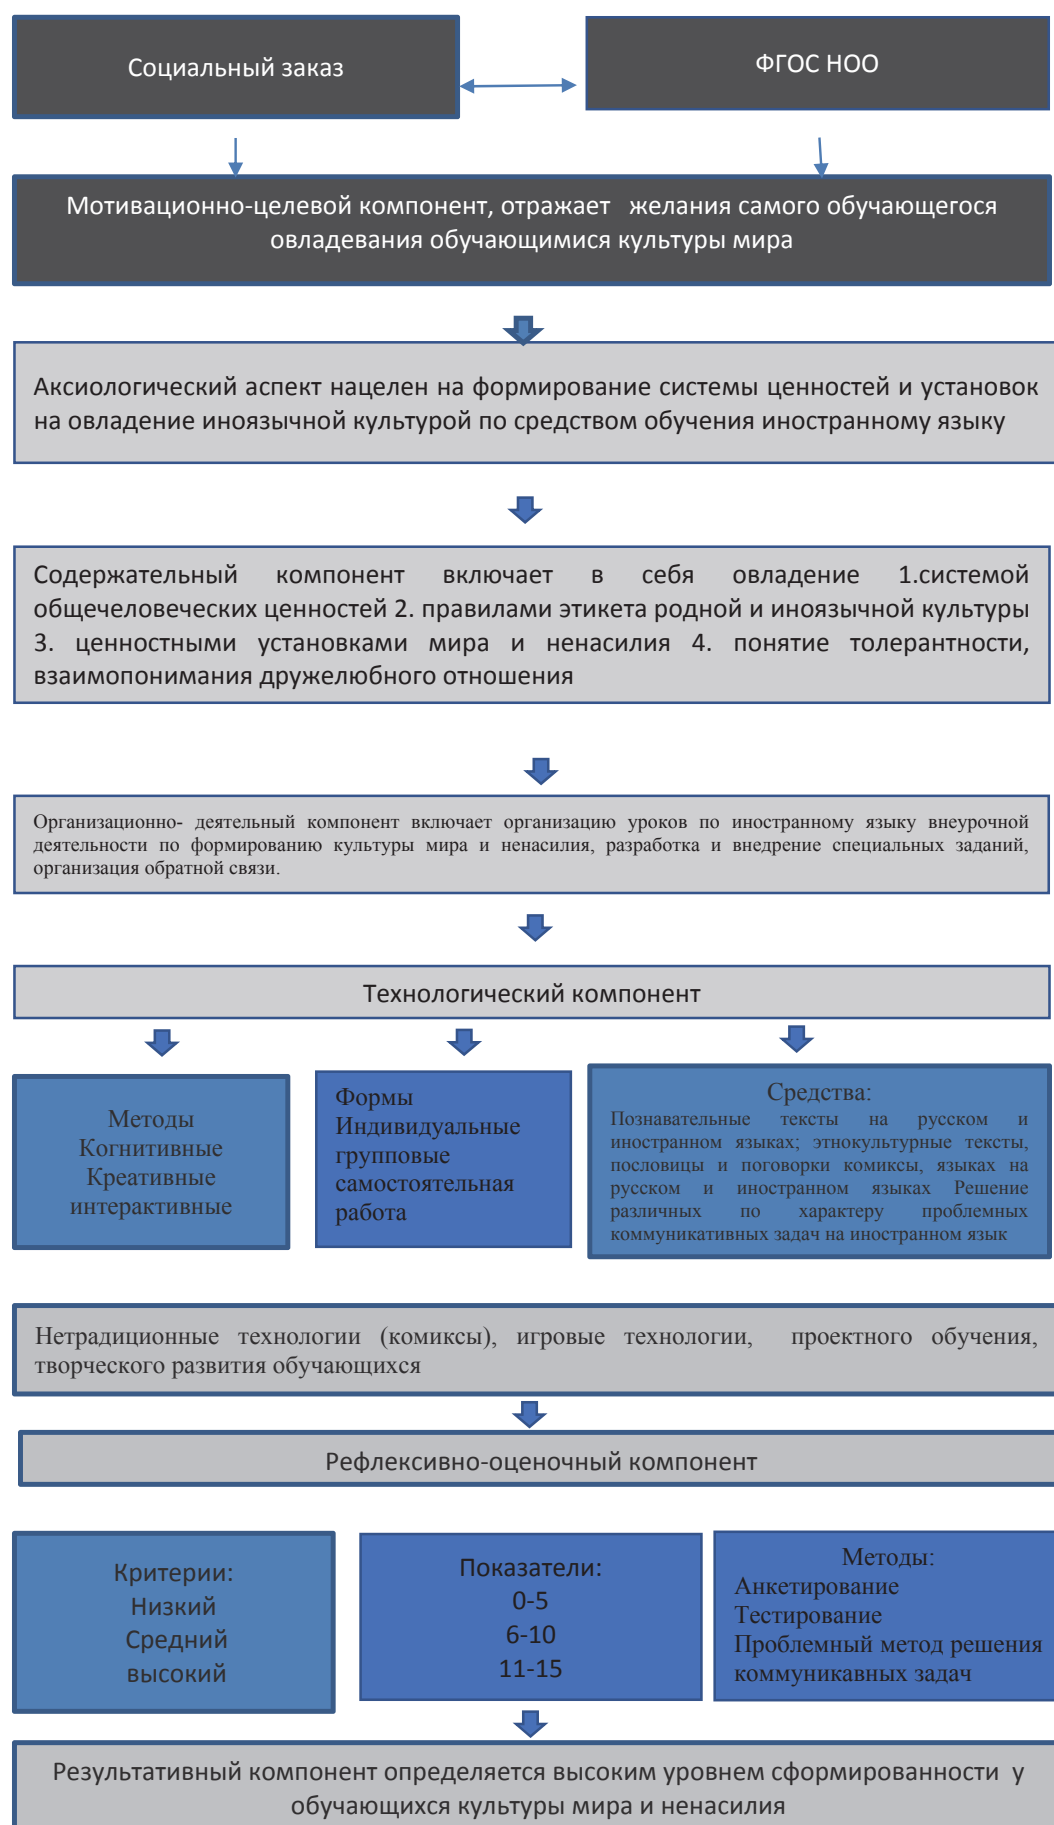 Социальный заказ
ФГОС НОО
Мотивационно-целевой компонент, отражает желания самого обучающегося
овладевания обучающимися культуры мира
Аксиологический аспект нацелен на формирование системы ценностей и установок
на овладение иноязычной культурой по средством обучения иностранному языку
Содержательный компонент включает в себя овладение 1.системой
общечеловеческих ценностей 2. правилами этикета родной и иноязычной культуры
3. ценностными установками мира и ненасилия 4. понятие толерантности,
взаимопонимания дружелюбного отношения
Организационно- деятельный компонент включает организацию уроков по иностранному языку внеурочной
деятельности по формированию культуры мира и ненасилия, разработка и внедрение специальных заданий,
организация обратной связи.
Технологический компонент
Методы
Когнитивные
Креативные
интерактивные
Формы
Индивидуальные
групповые
самостоятельная
работа
Средства:
Познавательные тексты на русском и
иностранном языках; этнокультурные тексты,
пословицы и поговорки комиксы, языках на
русском и иностранном языках Решение
различных по характеру проблемных
коммуникативных задач на иностранном язык
Нетрадиционные технологии (комиксы), игровые технологии, проектного обучения,
творческого развития обучающихся
Рефлексивно-оценочный компонент
Критерии:
Низкий
Средний
высокий
Показатели:
0-5
6-10
11-15
Методы:
Анкетирование
Тестирование
Проблемный метод решения
коммуникавных задач
Результативный компонент определяется высоким уровнем сформированности у
обучающихся культуры мира и ненасилия